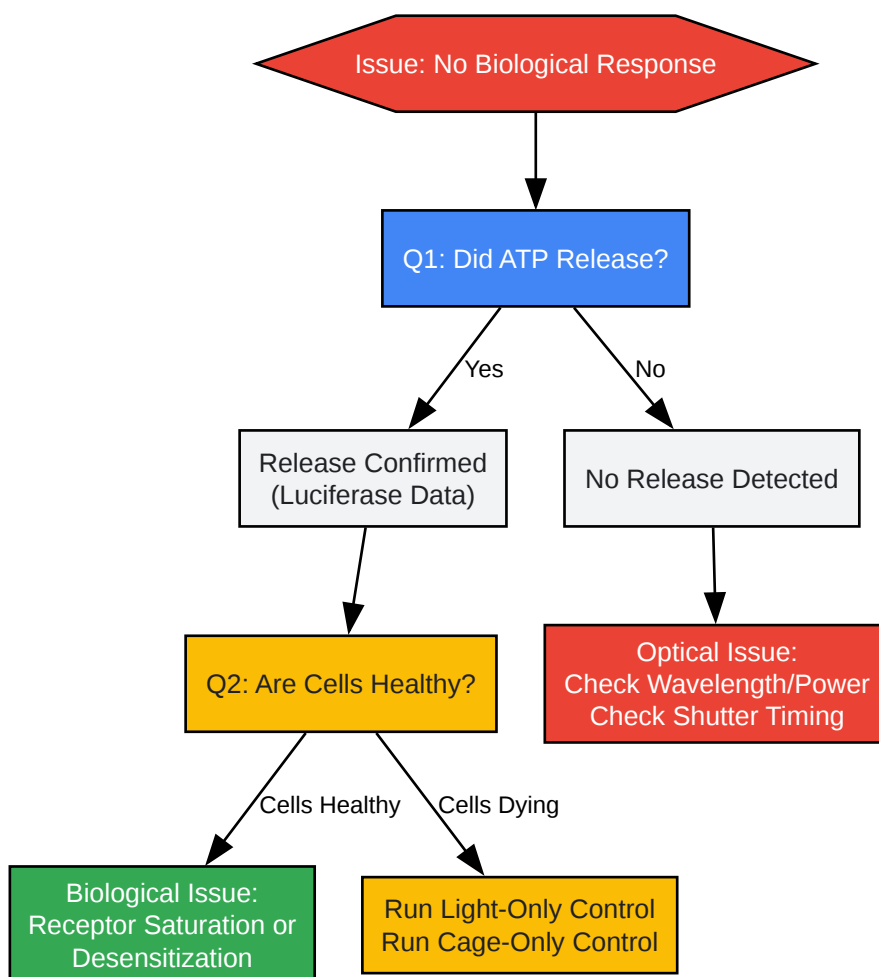 Issue: No Biological Response
Q1: Did ATP Release?
Yes
No
Release Confirmed
(Luciferase Data)
No Release Detected
Q2: Are Cells Healthy?
Optical Issue:
Check Wavelength/Power
Check Shutter Timing
Cells Healthy
Cells Dying
Biological Issue:
Receptor Saturation or
Desensitization
Run Light-Only Control
Run Cage-Only Control